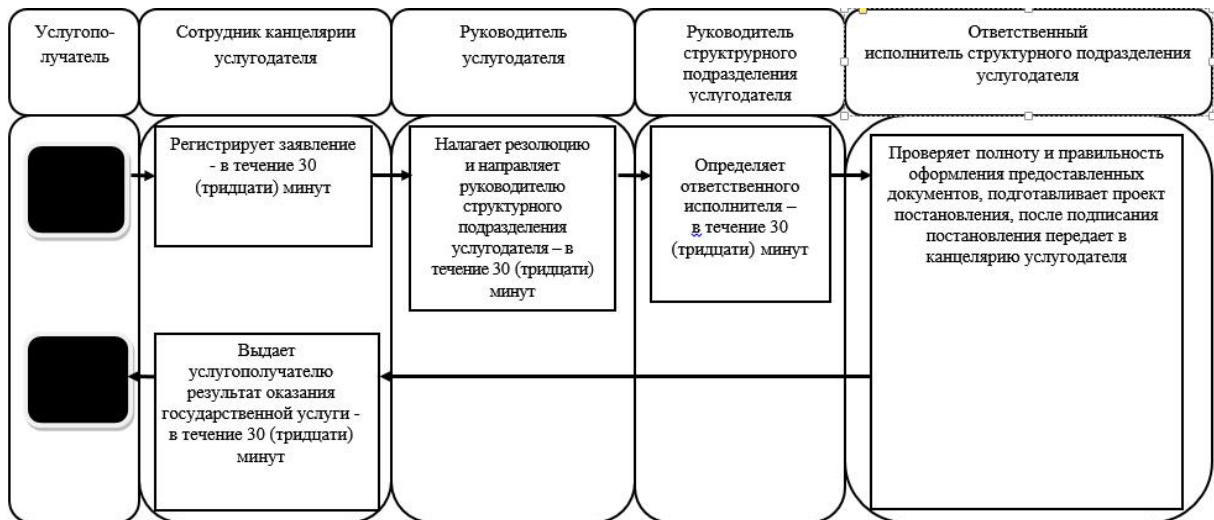 Услугопо-
лучатель
Сотрудник канцелярии
услугодателя
Руководитель
услугодателя
Руководитель
структрурного
подразделения
услугодателя
Ответственный
исполнитель структурного подразделения
услугодателя
Регистрирует заявление
- в течение 30
(тридцати) минут
Налагает резолюцию
и направляет
руководителю
структурного
подразделения
услугодателя – в
течение 30 (тридцати)
минут
Определяет
ответственного
исполнителя –
в течение 30
(тридцати) минут
Проверяет полноту и правильность
оформления предоставленных
документов, подготавливает проект
постановления, после подписания
постановления передает в
канцелярию услугодателя
Выдает
услугополучателю
результат оказания
государственной услуги -
в течение 30 (тридцати)
минут